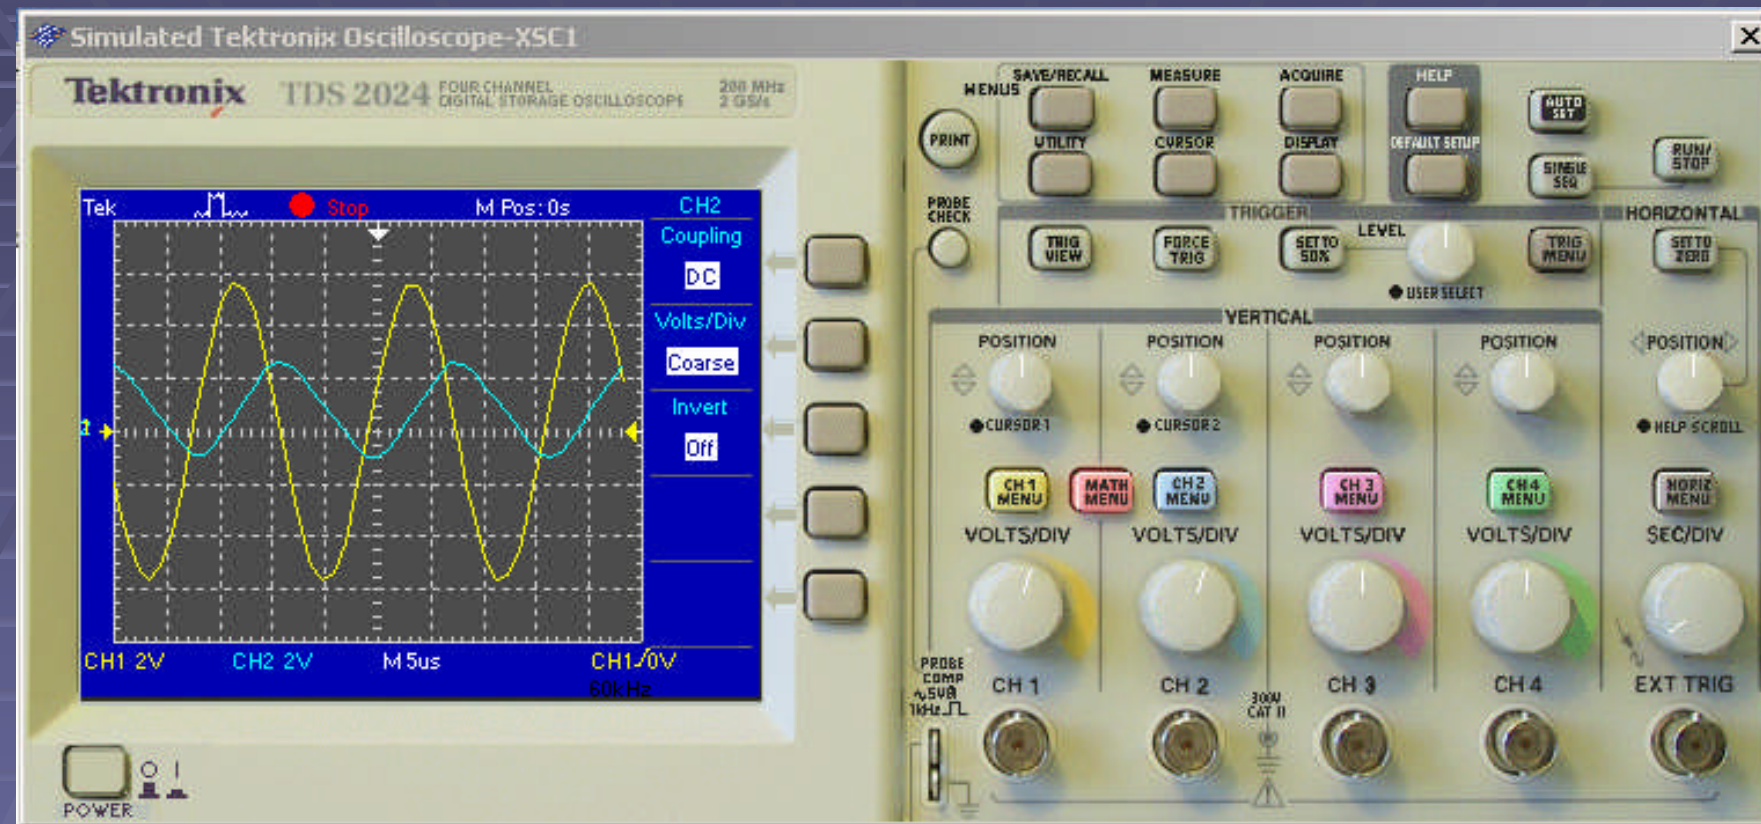 Simulated Tektronix Oscilloscope-XSC1
Tektronix TDS 2024 FOUR CHANNEL DIGITAL STORAGE OSCILLOSCOPE 200 MHz 2 GS/s
Tek Stop M Pos: 0s CH2
Coupling
DC
Volts/Div
Coarse
Invert
Off
CH1 2V CH2 2V M 5us CH1 0V
60kHz
POWER
MENUS
SAVE/RECALL MEASURE ACQUIRE HELP
AUTO SET
PRINT
UTILITY CURSOR DISPLAY DEFAULT SETUP
SINGLE SEQ
RUN/ STOP
PROBE CHECK
TRIGGER
HORIZONTAL
TRIG VIEW
FORCE TRIG
SET TO 50%
LEVEL
TRIG MENU
SET TO ZERO
USER SELECT
VERTICAL
POSITION POSITION POSITION POSITION POSITION
CURSOR 1 CURSOR 2 HELP SCROLL
CH 1 MENU
MATH MENU
CH 2 MENU
CH 3 MENU
CH 4 MENU
HORIZ MENU
VOLTS/DIV VOLTS/DIV VOLTS/DIV VOLTS/DIV SEC/DIV
PROBE COMP
~5V
1kHz
CH 1 CH 2 CH 3 CH 4 EXT TRIG
300V
CAT II